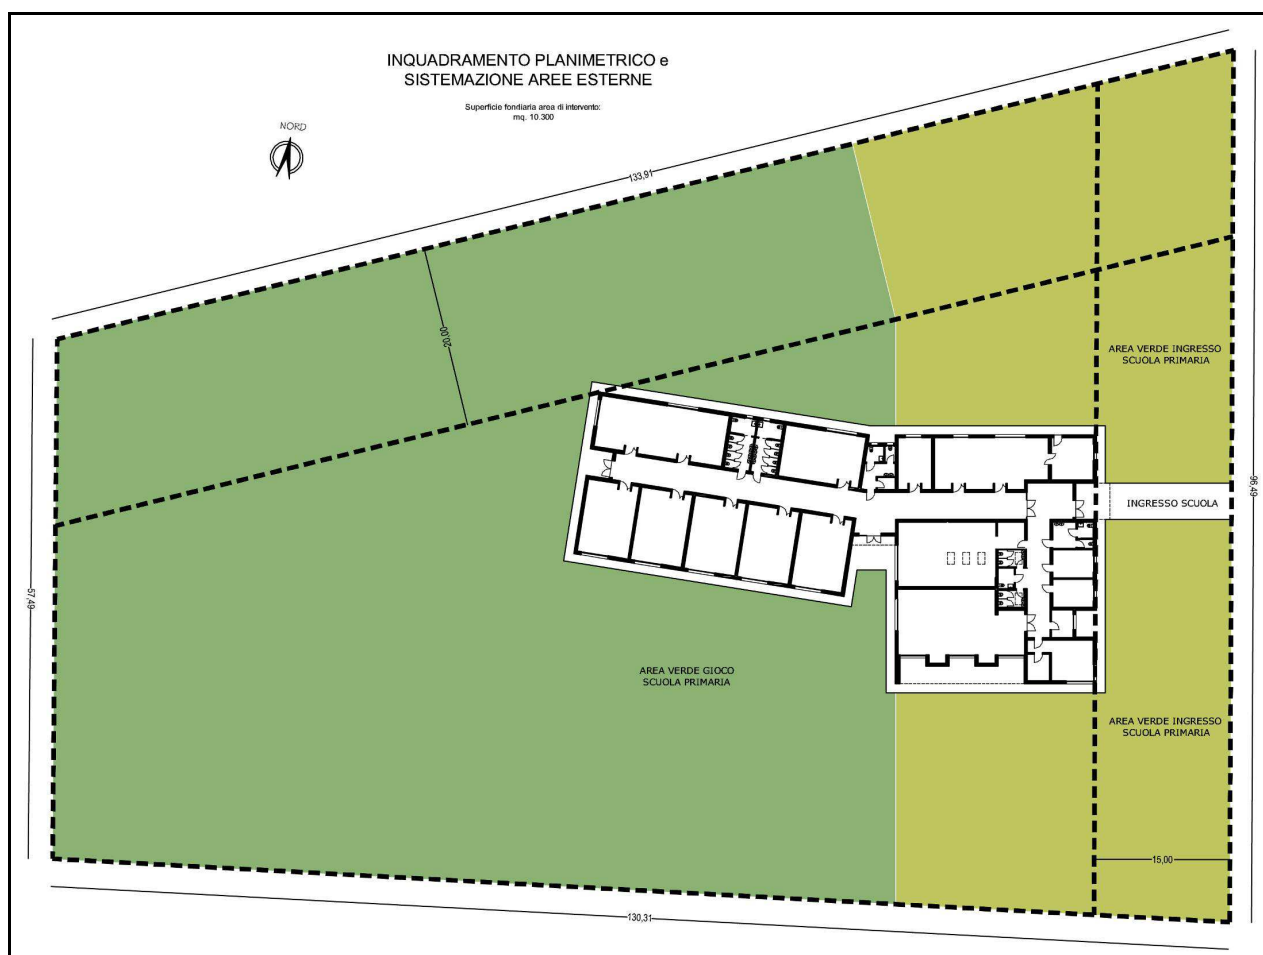 INQUADRAMENTO PLANIMETRICO e
SISTEMAZIONE AREE ESTERNE
Superficie fondiaria area di intervento:
mq. 10.300
NORD
133,91
20,00
AREA VERDE INGRESSO
SCUOLA PRIMARIA
INGRESSO SCUOLA
96,49
57,49
AREA VERDE GIOCO
SCUOLA PRIMARIA
AREA VERDE INGRESSO
SCUOLA PRIMARIA
15,00
130,31